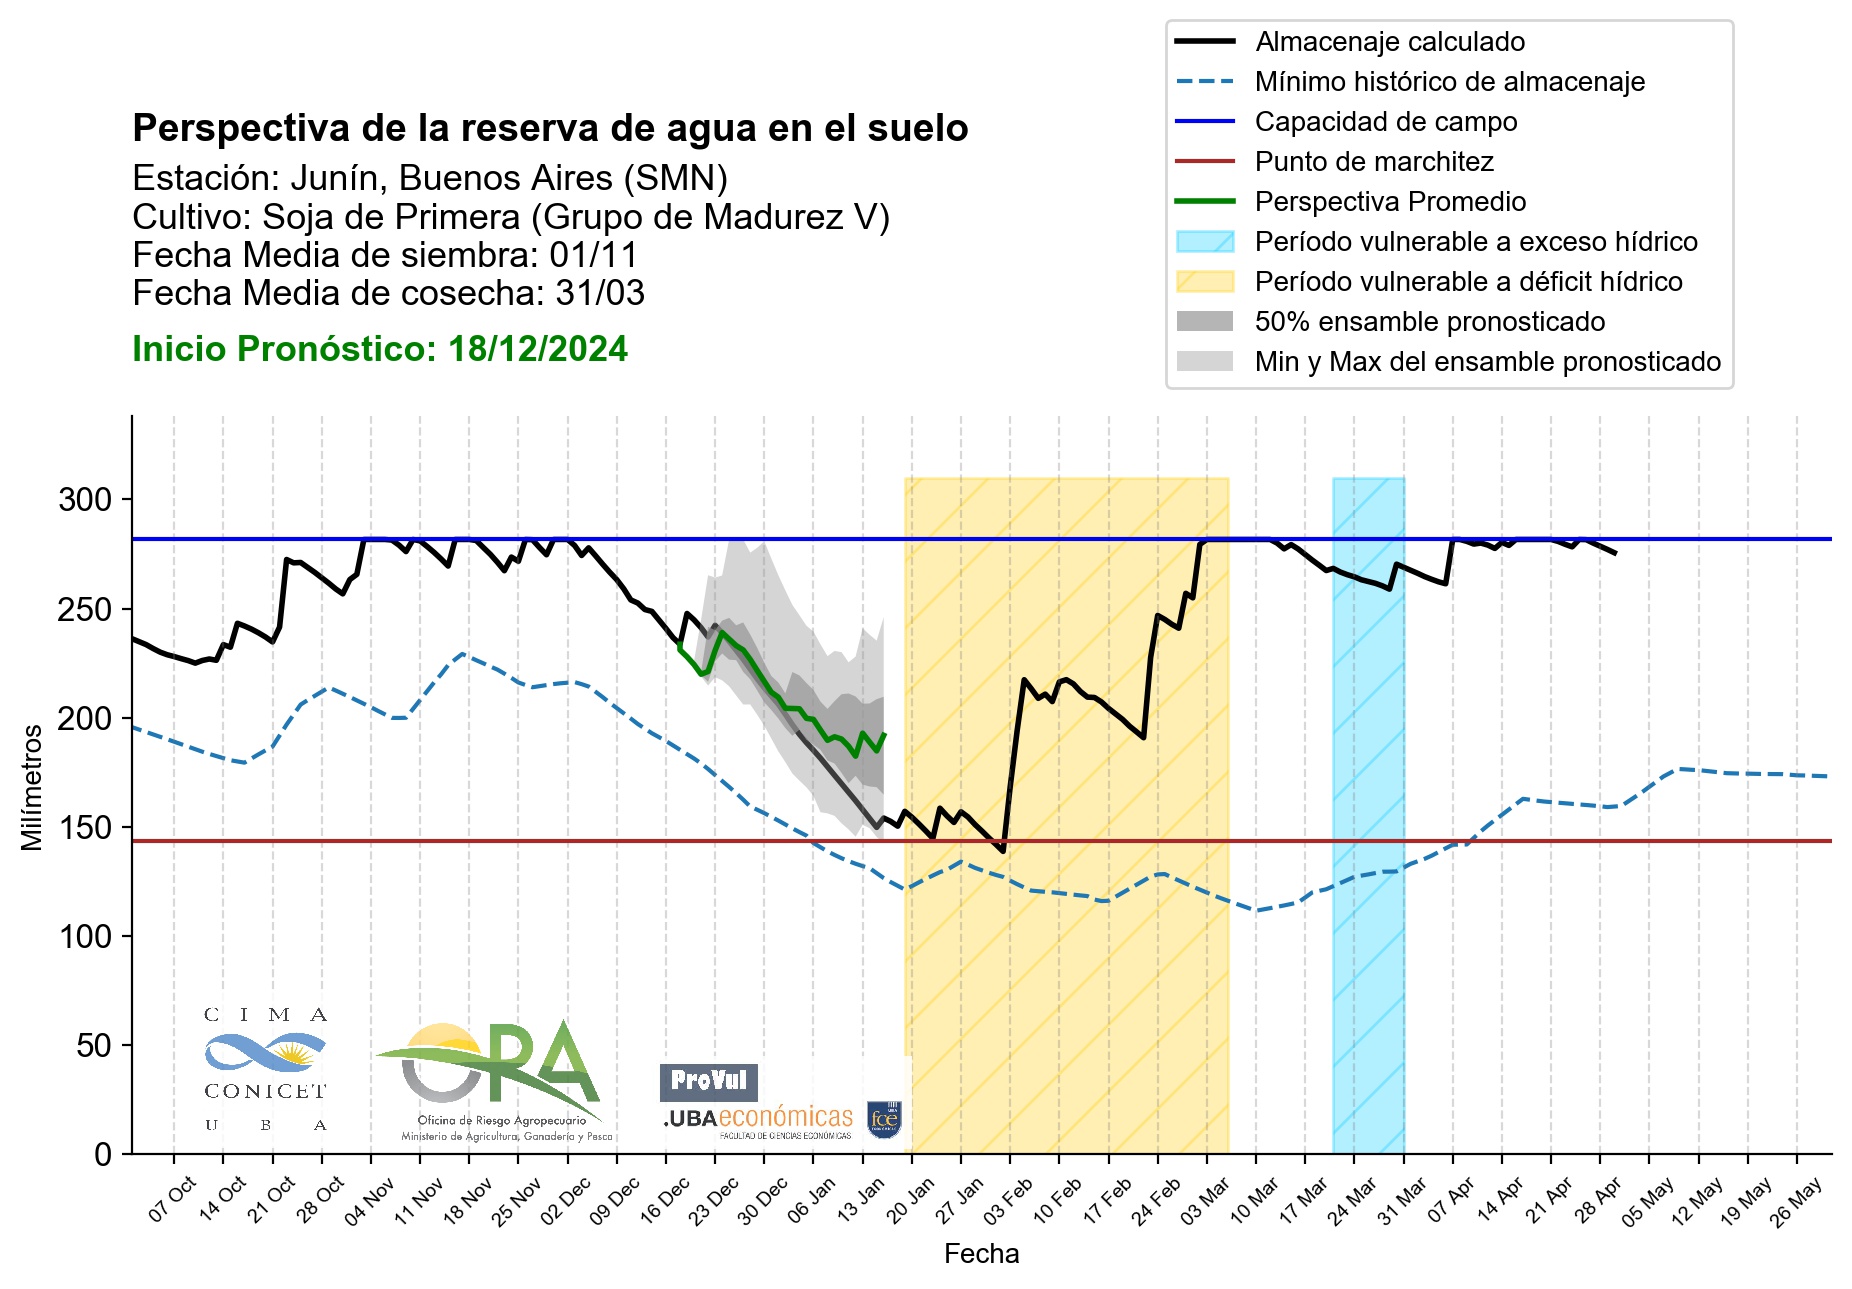 Almacenaje calculado
Mínimo histórico de almacenaje
Capacidad de campo
Punto de marchitez
Perspectiva Promedio
Período vulnerable a exceso hídrico
Período vulnerable a déficit hídrico
50% ensamble pronosticado
Min y Max del ensamble pronosticado
Perspectiva de la reserva de agua en el suelo
Estación: Junín, Buenos Aires (SMN)
Cultivo: Soja de Primera (Grupo de Madurez V)
Fecha Media de siembra: 01/11
Fecha Media de cosecha: 31/03
Inicio Pronóstico: 18/12/2024
Milímetros
300
250
200
150
100
50
0
CIMA
CONICET
UBA
ORA
Oficina de Riesgo Agropecuario
Ministerio de Agricultura, Ganadería y Pesca
ProVul
.UBAeconómicas
FACULTAD DE CIENCIAS ECONÓMICAS
fce
07 Oct
14 Oct
21 Oct
28 Oct
04 Nov
11 Nov
18 Nov
25 Nov
02 Dec
09 Dec
16 Dec
23 Dec
30 Dec
06 Jan
13 Jan
20 Jan
27 Jan
03 Feb
10 Feb
17 Feb
24 Feb
03 Mar
10 Mar
17 Mar
24 Mar
31 Mar
07 Apr
14 Apr
21 Apr
28 Apr
05 May
12 May
19 May
26 May
Fecha